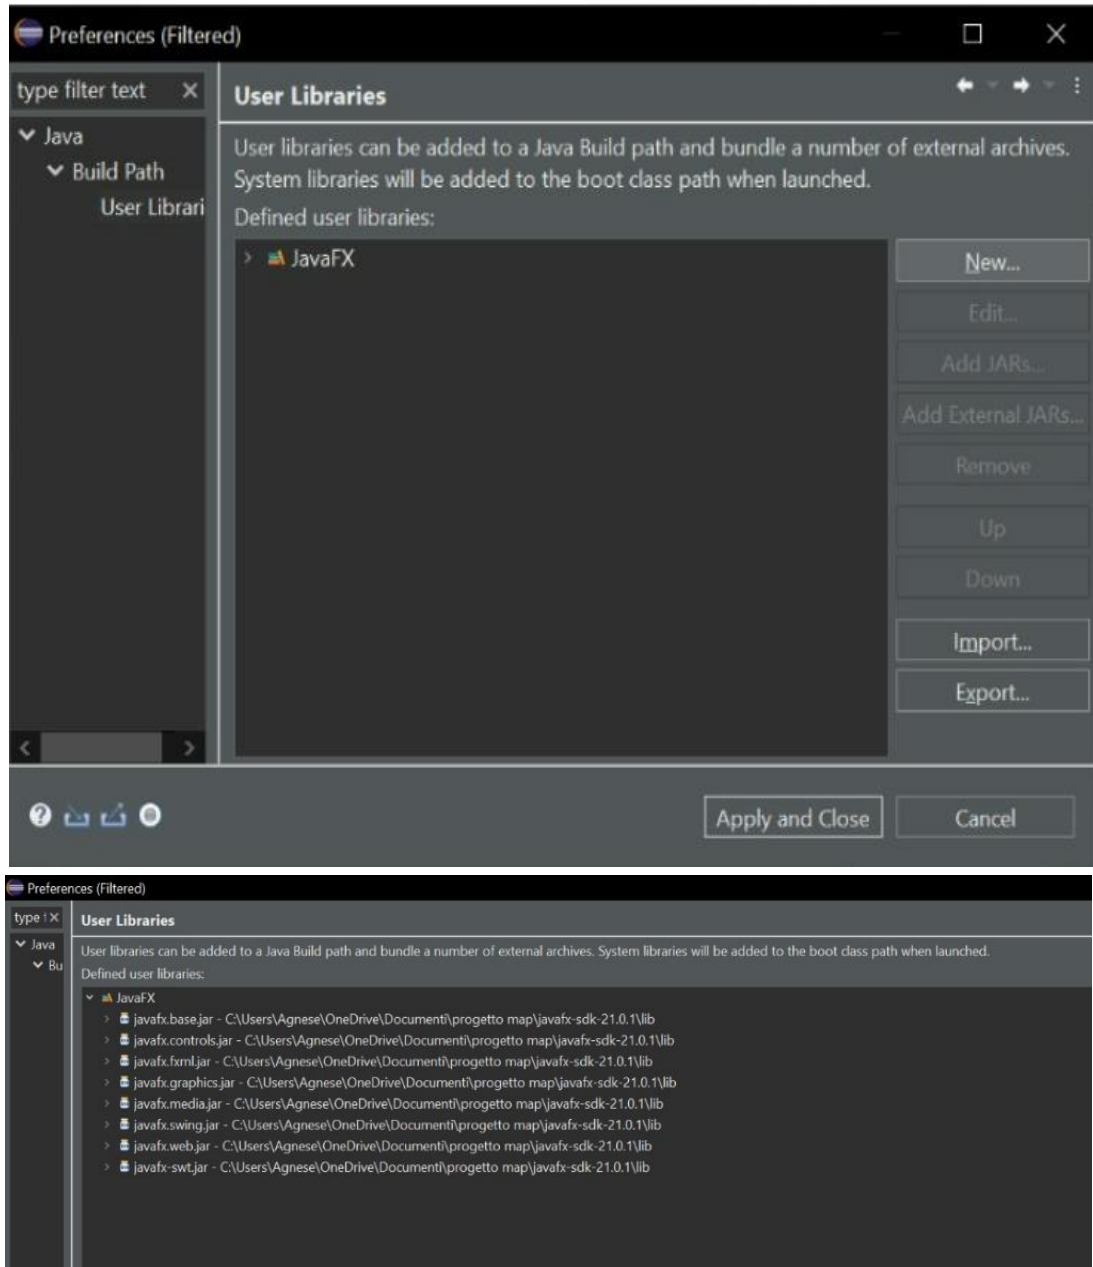 Preferences (Filtered)
type filter text
User Libraries
Java
Build Path
User Librari
User libraries can be added to a Java Build path and bundle a number of external archives.
System libraries will be added to the boot class path when launched.
Defined user libraries:
JavaFX
New...
Edit...
Add JARs...
Add External JARs...
Remove
Up
Down
Import...
Export...
Apply and Close
Cancel
Preferences (Filtered)
type f
User Libraries
Java
Bu
User libraries can be added to a Java Build path and bundle a number of external archives. System libraries will be added to the boot class path when launched.
Defined user libraries:
JavaFX
javafx.base.jar - C:\Users\Agnese\OneDrive\Documenti\progetto map\javafx-sdk-21.0.1\lib
javafx.controls.jar - C:\Users\Agnese\OneDrive\Documenti\progetto map\javafx-sdk-21.0.1\lib
javafx.fxml.jar - C:\Users\Agnese\OneDrive\Documenti\progetto map\javafx-sdk-21.0.1\lib
javafx.graphics.jar - C:\Users\Agnese\OneDrive\Documenti\progetto map\javafx-sdk-21.0.1\lib
javafx.media.jar - C:\Users\Agnese\OneDrive\Documenti\progetto map\javafx-sdk-21.0.1\lib
javafx.swing.jar - C:\Users\Agnese\OneDrive\Documenti\progetto map\javafx-sdk-21.0.1\lib
javafx.web.jar - C:\Users\Agnese\OneDrive\Documenti\progetto map\javafx-sdk-21.0.1\lib
javafx-swt.jar - C:\Users\Agnese\OneDrive\Documenti\progetto map\javafx-sdk-21.0.1\lib